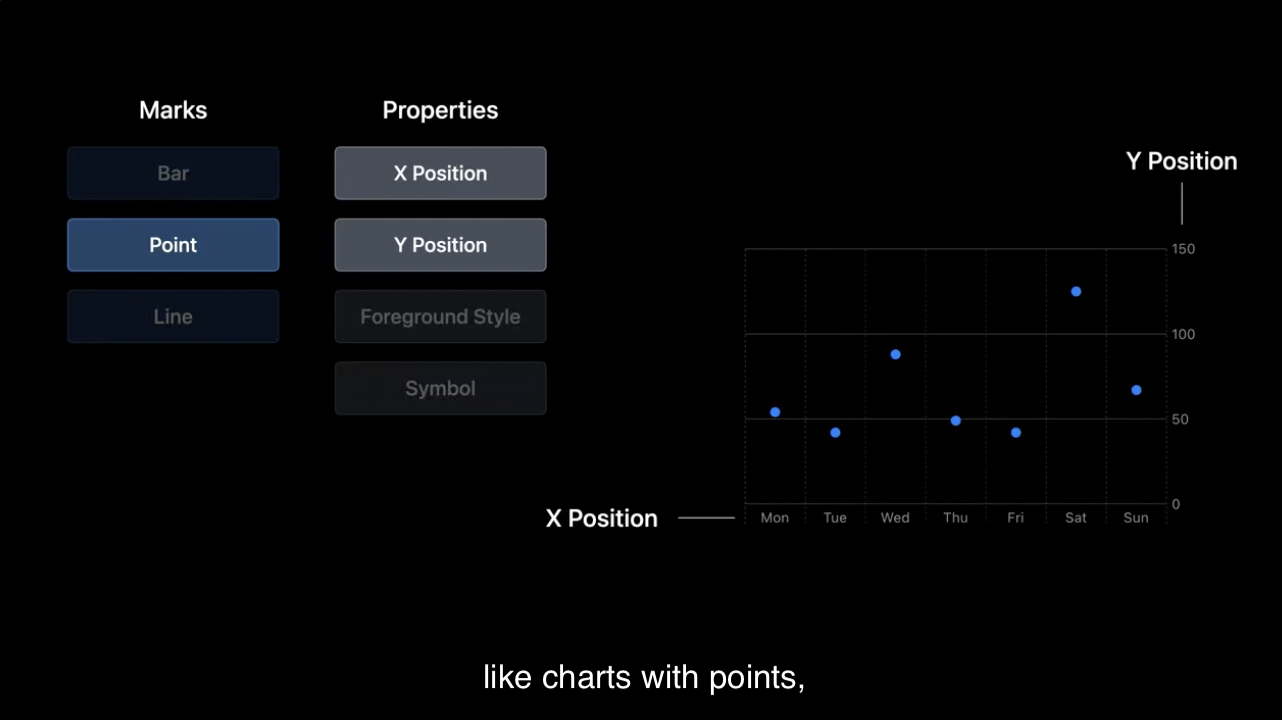 Marks
Bar
Point
Line
Properties
X Position
Y Position
Foreground Style
Symbol
Y Position
150
100
50
0
X Position
Mon Tue Wed Thu Fri Sat Sun
like charts with points,